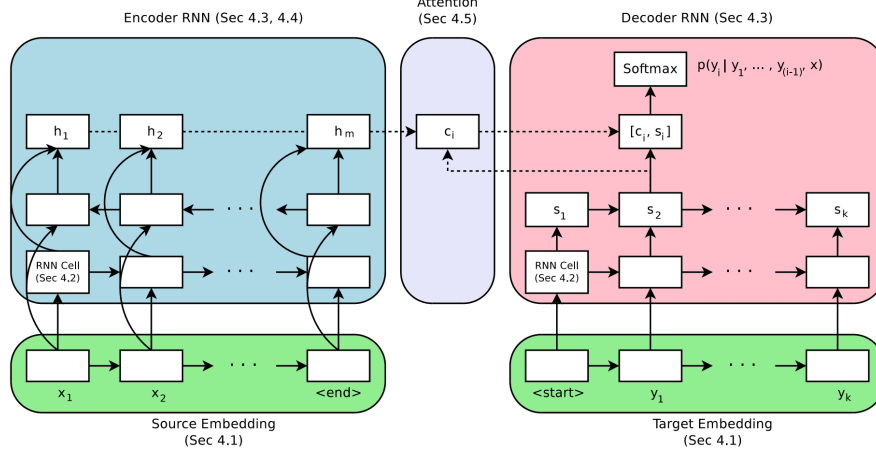 Encoder RNN (Sec 4.3, 4.4)
Attention
(Sec 4.5)
Decoder RNN (Sec 4.3)
Softmax
p(y_i | y_1, ... , y_(i-1), x)
h_1
h_2
h_m
c_i
[c_i, s_i]
· · ·
s_1
s_2
· · ·
s_k
RNN Cell
(Sec 4.2)
· · ·
RNN Cell
(Sec 4.2)
· · ·
· · ·
· · ·
x_1
x_2
<end>
<start>
y_1
y_k
Source Embedding
(Sec 4.1)
Target Embedding
(Sec 4.1)